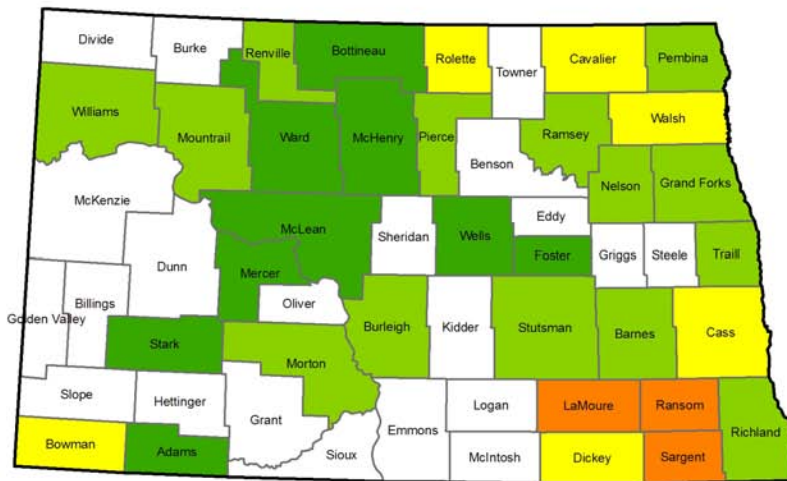 Divide
Burke
Renville
Bottineau
Rolette
Towner
Cavalier
Pembina
Williams
Mountrail
Ward
McHenry
Pierce
Benson
Ramsey
Walsh
Nelson
Grand Forks
McKenzie
McLean
Sheridan
Wells
Eddy
Foster
Griggs
Steele
Traill
Dunn
Mercer
Oliver
Golden Valley
Billings
Stark
Morton
Burleigh
Kidder
Stutsman
Barnes
Cass
Slope
Hettinger
Grant
Logan
LaMoure
Ransom
Richland
Bowman
Adams
Sioux
Emmons
McIntosh
Dickey
Sargent